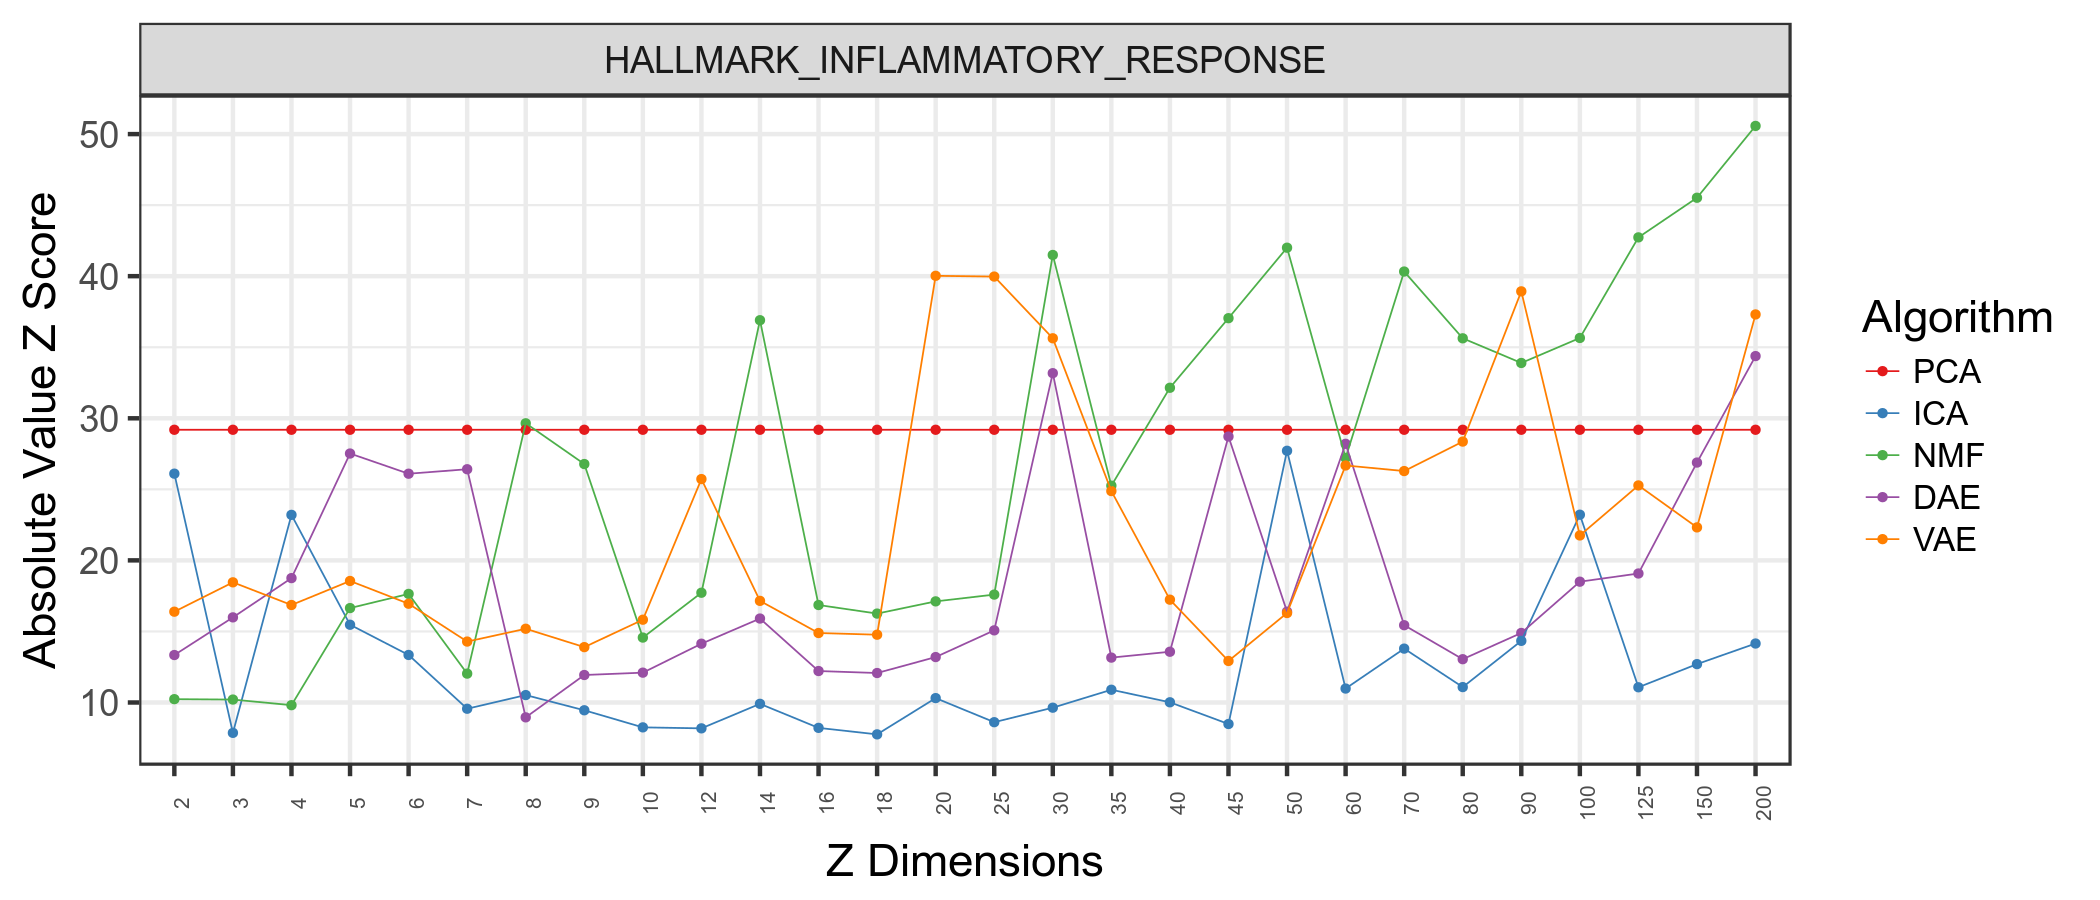 HALLMARK_INFLAMMATORY_RESPONSE
Absolute Value Z Score
50
40
30
20
10
2 3 4 5 6 7 8 9 10 12 14 16 18 20 25 30 35 40 45 50 60 70 80 90 100 125 150 200
Z Dimensions
Algorithm
PCA
ICA
NMF
DAE
VAE